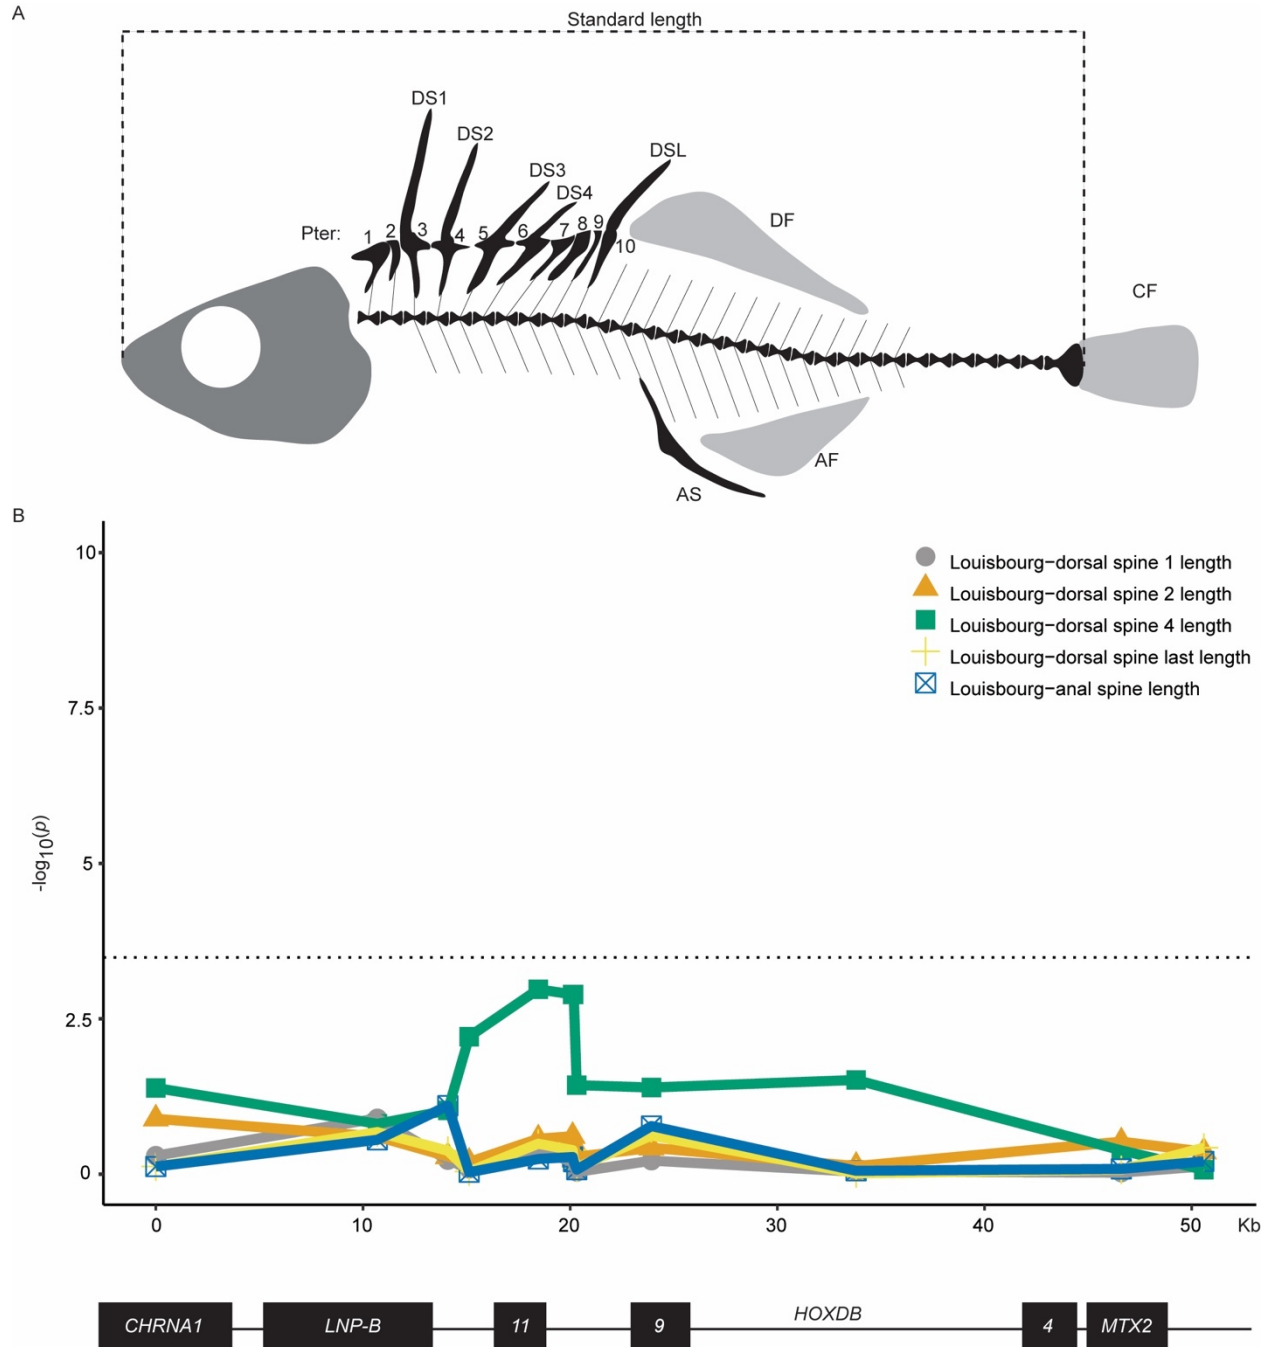 A
Standard length
DS1
DS2
DS3
DS4
DSL
DF
Pter: 1 2 3 4 5 6 7 8 9 10
CF
AF
AS
B
10
7.5
5
2.5
0
-log10(p)
Louisbourg−dorsal spine 1 length
Louisbourg−dorsal spine 2 length
Louisbourg−dorsal spine 4 length
Louisbourg−dorsal spine last length
Louisbourg−anal spine length
0 10 20 30 40 50 Kb
CHRNA1 LNP-B 11 9 HOXDB 4 MTX2